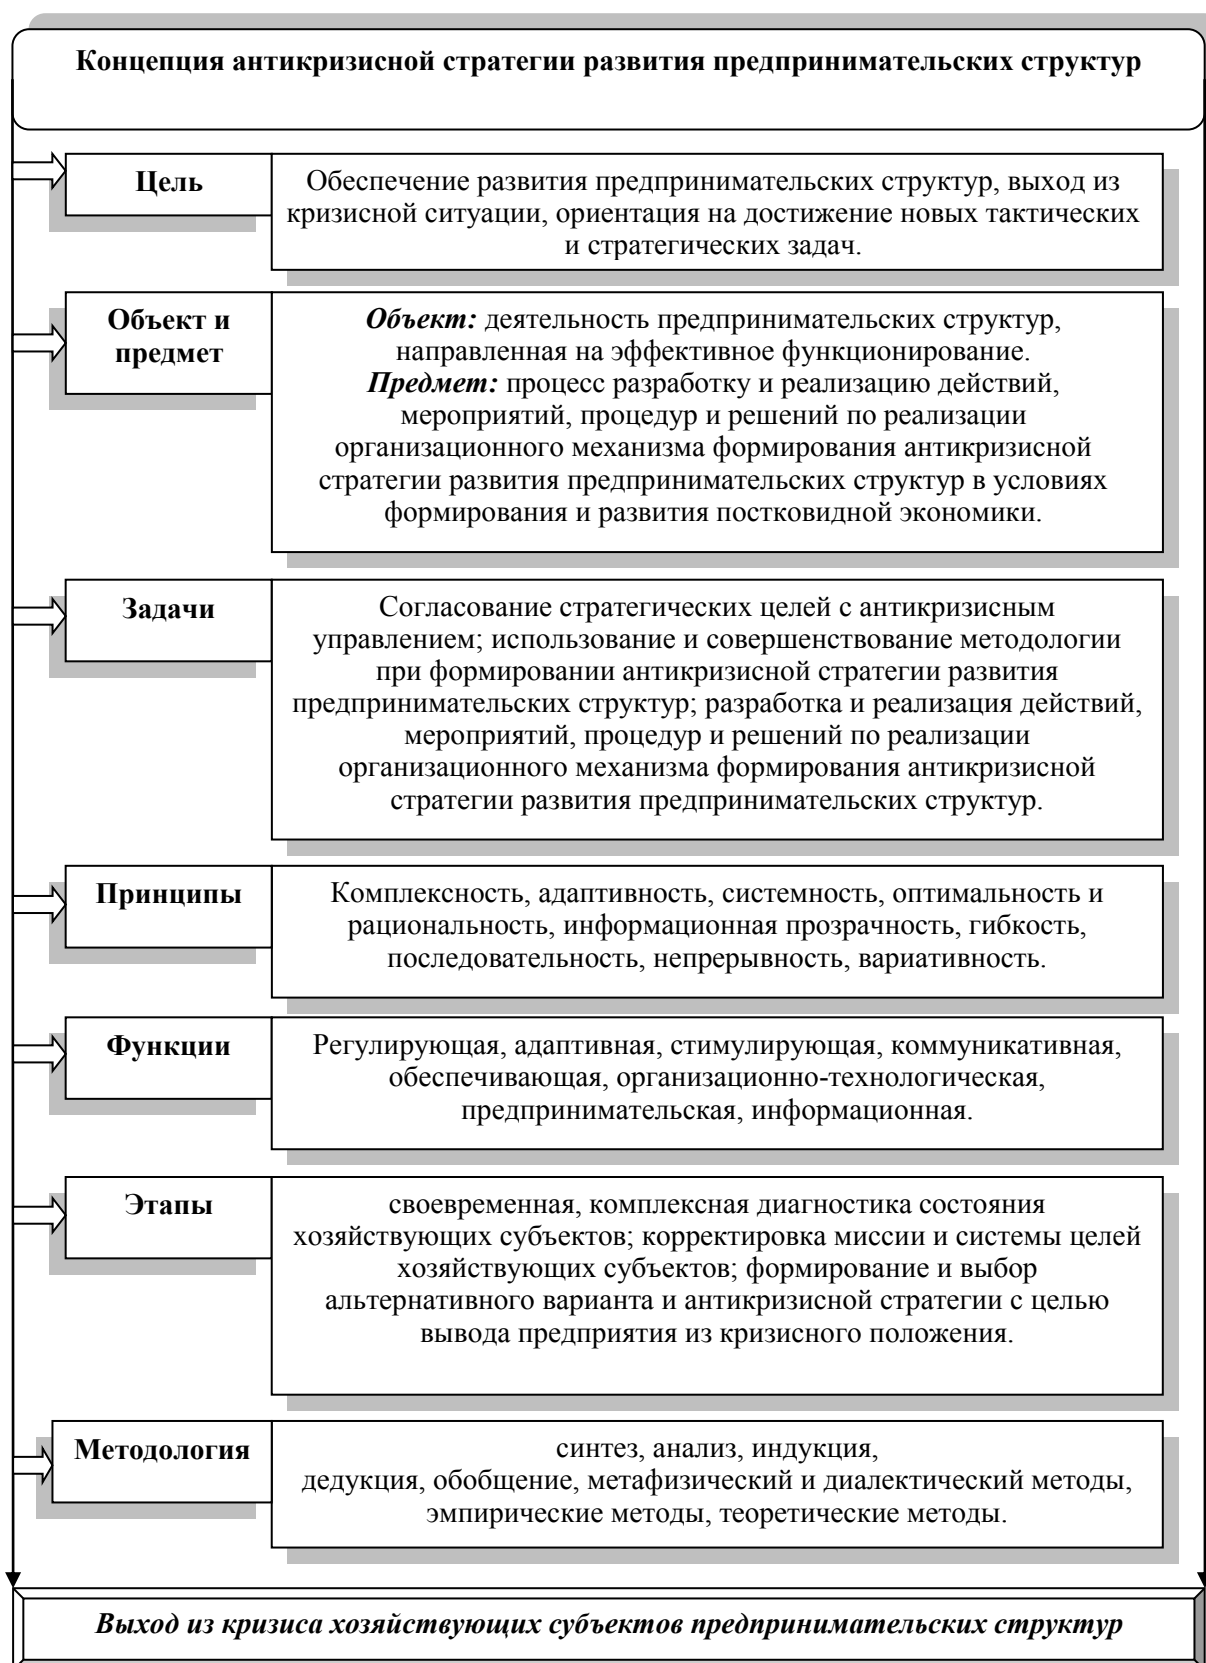 Концепция антикризисной стратегии развития предпринимательских структур
Цель
Обеспечение развития предпринимательских структур, выход из
кризисной ситуации, ориентация на достижение новых тактических
и стратегических задач.
Объект и
предмет
Объект: деятельность предпринимательских структур,
направленная на эффективное функционирование.
Предмет: процесс разработку и реализацию действий,
мероприятий, процедур и решений по реализации
организационного механизма формирования антикризисной
стратегии развития предпринимательских структур в условиях
формирования и развития постковидной экономики.
Задачи
Согласование стратегических целей с антикризисным
управлением; использование и совершенствование методологии
при формировании антикризисной стратегии развития
предпринимательских структур; разработка и реализация действий,
мероприятий, процедур и решений по реализации
организационного механизма формирования антикризисной
стратегии развития предпринимательских структур.
Принципы
Комплексность, адаптивность, системность, оптимальность и
рациональность, информационная прозрачность, гибкость,
последовательность, непрерывность, вариативность.
Функции
Регулирующая, адаптивная, стимулирующая, коммуникативная,
обеспечивающая, организационно-технологическая,
предпринимательская, информационная.
Этапы
своевременная, комплексная диагностика состояния
хозяйствующих субъектов; корректировка миссии и системы целей
хозяйствующих субъектов; формирование и выбор
альтернативного варианта и антикризисной стратегии с целью
вывода предприятия из кризисного положения.
Методология
синтез, анализ, индукция,
дедукция, обобщение, метафизический и диалектический методы,
эмпирические методы, теоретические методы.
Выход из кризиса хозяйствующих субъектов предпринимательских структур